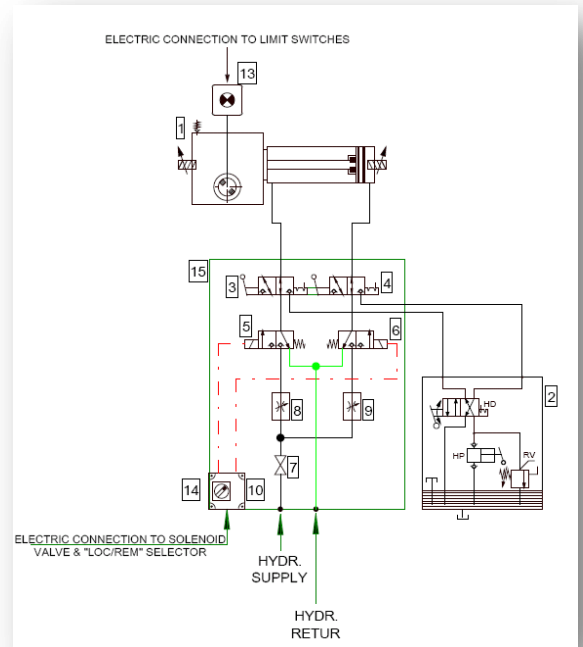 ELECTRIC CONNECTION TO LIMIT SWITCHES
13
1
15
3
4
5
6
2
HD
8
9
HP
RV
7
14
10
ELECTRIC CONNECTION TO SOLENOID
VALVE & "LOC/REM" SELECTOR
HYDR.
SUPPLY
HYDR.
RETUR